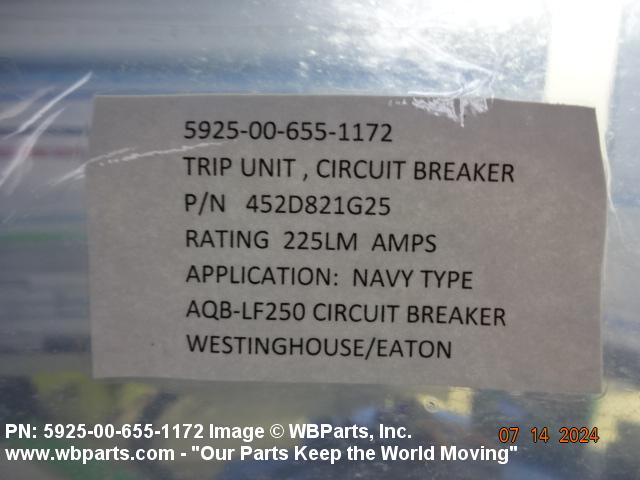 5925-00-655-1172
TRIP UNIT , CIRCUIT BREAKER
P/N 452D821G25
RATING 225LM AMPS
APPLICATION: NAVY TYPE
AQB-LF250 CIRCUIT BREAKER
WESTINGHOUSE/EATON
PN: 5925-00-655-1172 Image © WBParts, Inc.
07 14 2024
www.wbparts.com - "Our Parts Keep the World Moving"